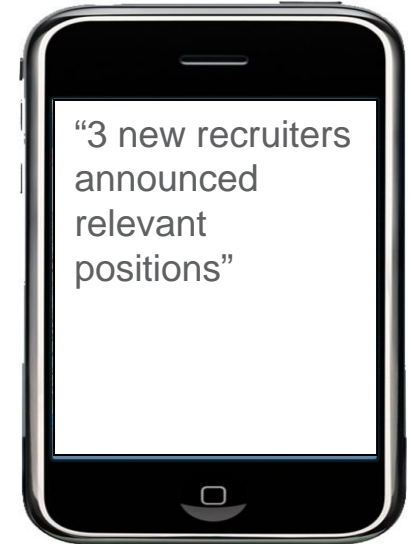 “3 new recruiters
announced
relevant
positions”